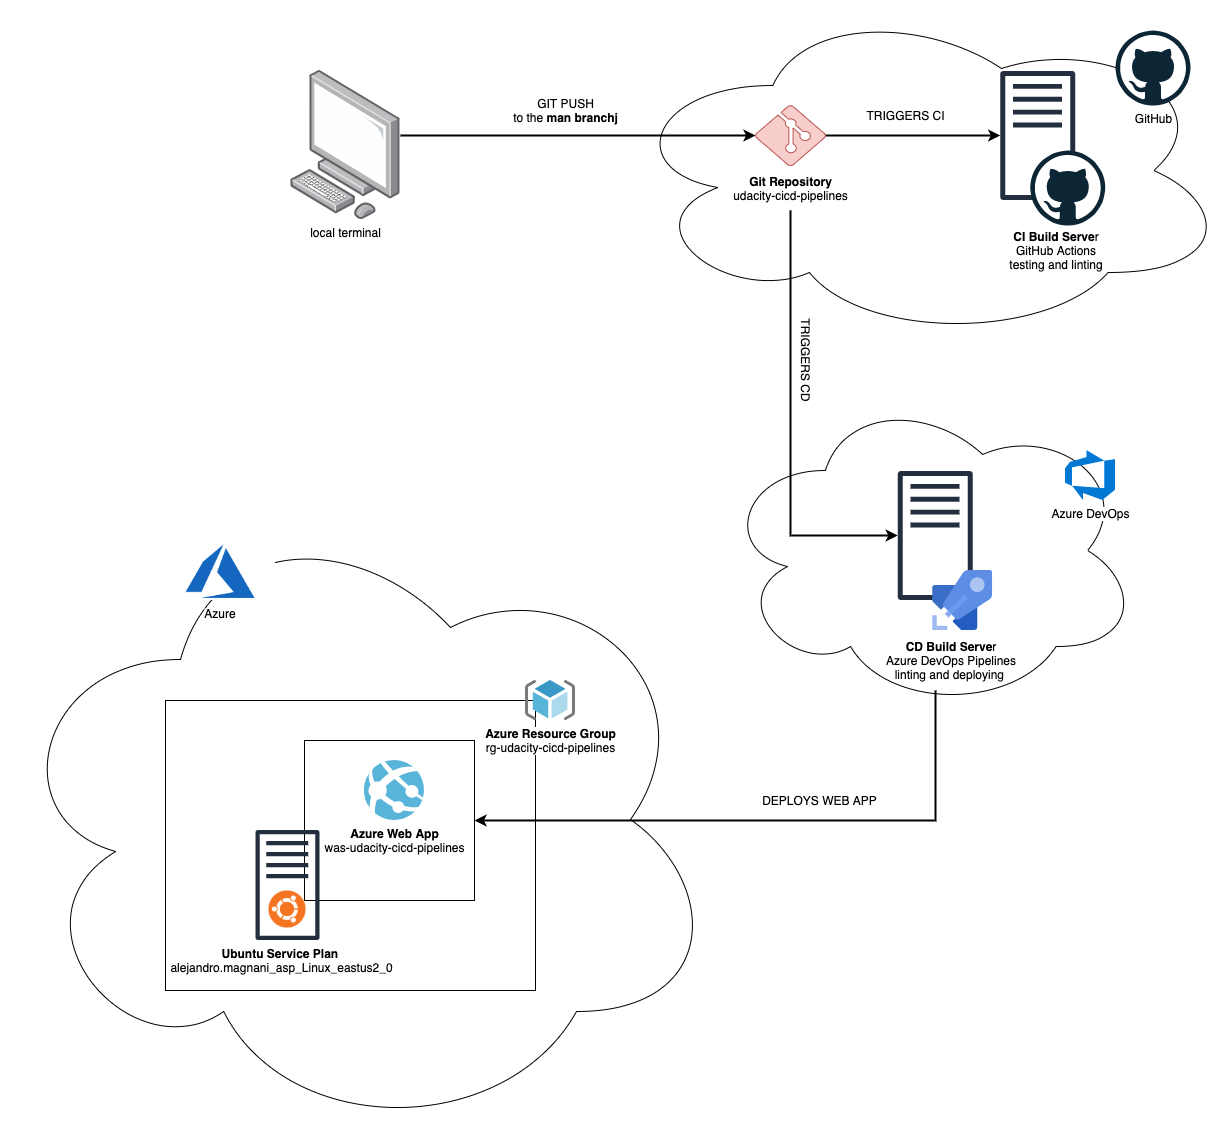 GIT PUSH
to the man branchj
local terminal
TRIGGERS CI
GitHub
Git Repository
udacity-cicd-pipelines
CI Build Server
GitHub Actions
testing and linting
TRIGGERS CD
Azure DevOps
CD Build Server
Azure DevOps Pipelines
linting and deploying
Azure
Azure Resource Group
rg-udacity-cicd-pipelines
DEPLOYS WEB APP
Azure Web App
was-udacity-cicd-pipelines
Ubuntu Service Plan
alejandro.magnani_asp_Linux_eastus2_0